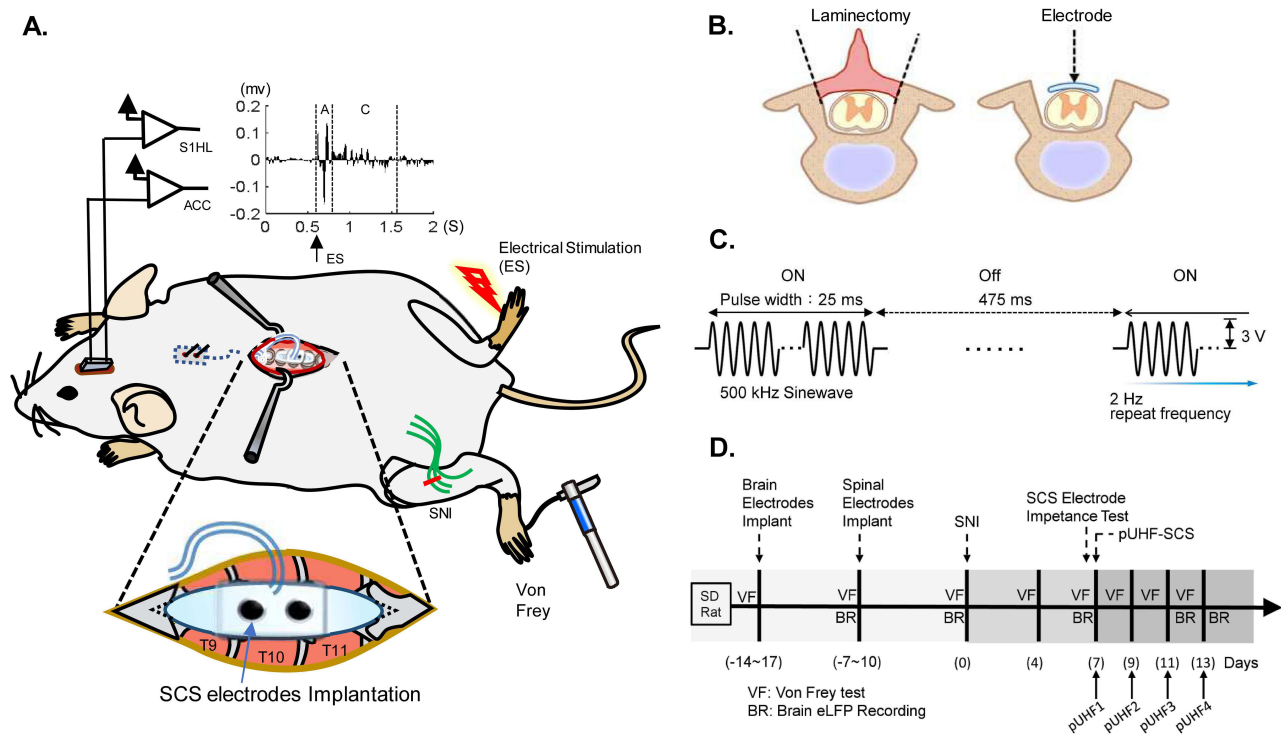 A.
(mv)
0.2
0.1
0
-0.1
-0.2
A
C
0
0.5
1
1.5
2
(S)
ES
S1HL
ACC
Electrical Stimulation
(ES)
SNI
Von
Frey
T9
T10
T11
SCS electrodes Implantation
B.
Laminectomy
Electrode
C.
ON
Off
ON
Pulse width : 25 ms
475 ms
3 V
500 kHz Sinewave
2 Hz
repeat frequency
D.
Brain
Electrodes
Implant
Spinal
Electrodes
Implant
SNI
SCS Electrode
Impetance Test
pUHF-SCS
SD
Rat
VF
VF
BR
VF
BR
VF
VF
BR
VF
VF
VF
BR
BR
(-14~17)
(-7~10)
(0)
(4)
(7)
(9)
(11)
(13)
Days
VF: Von Frey test
BR: Brain eLFP Recording
pUHF1
pUHF2
pUHF3
pUHF4